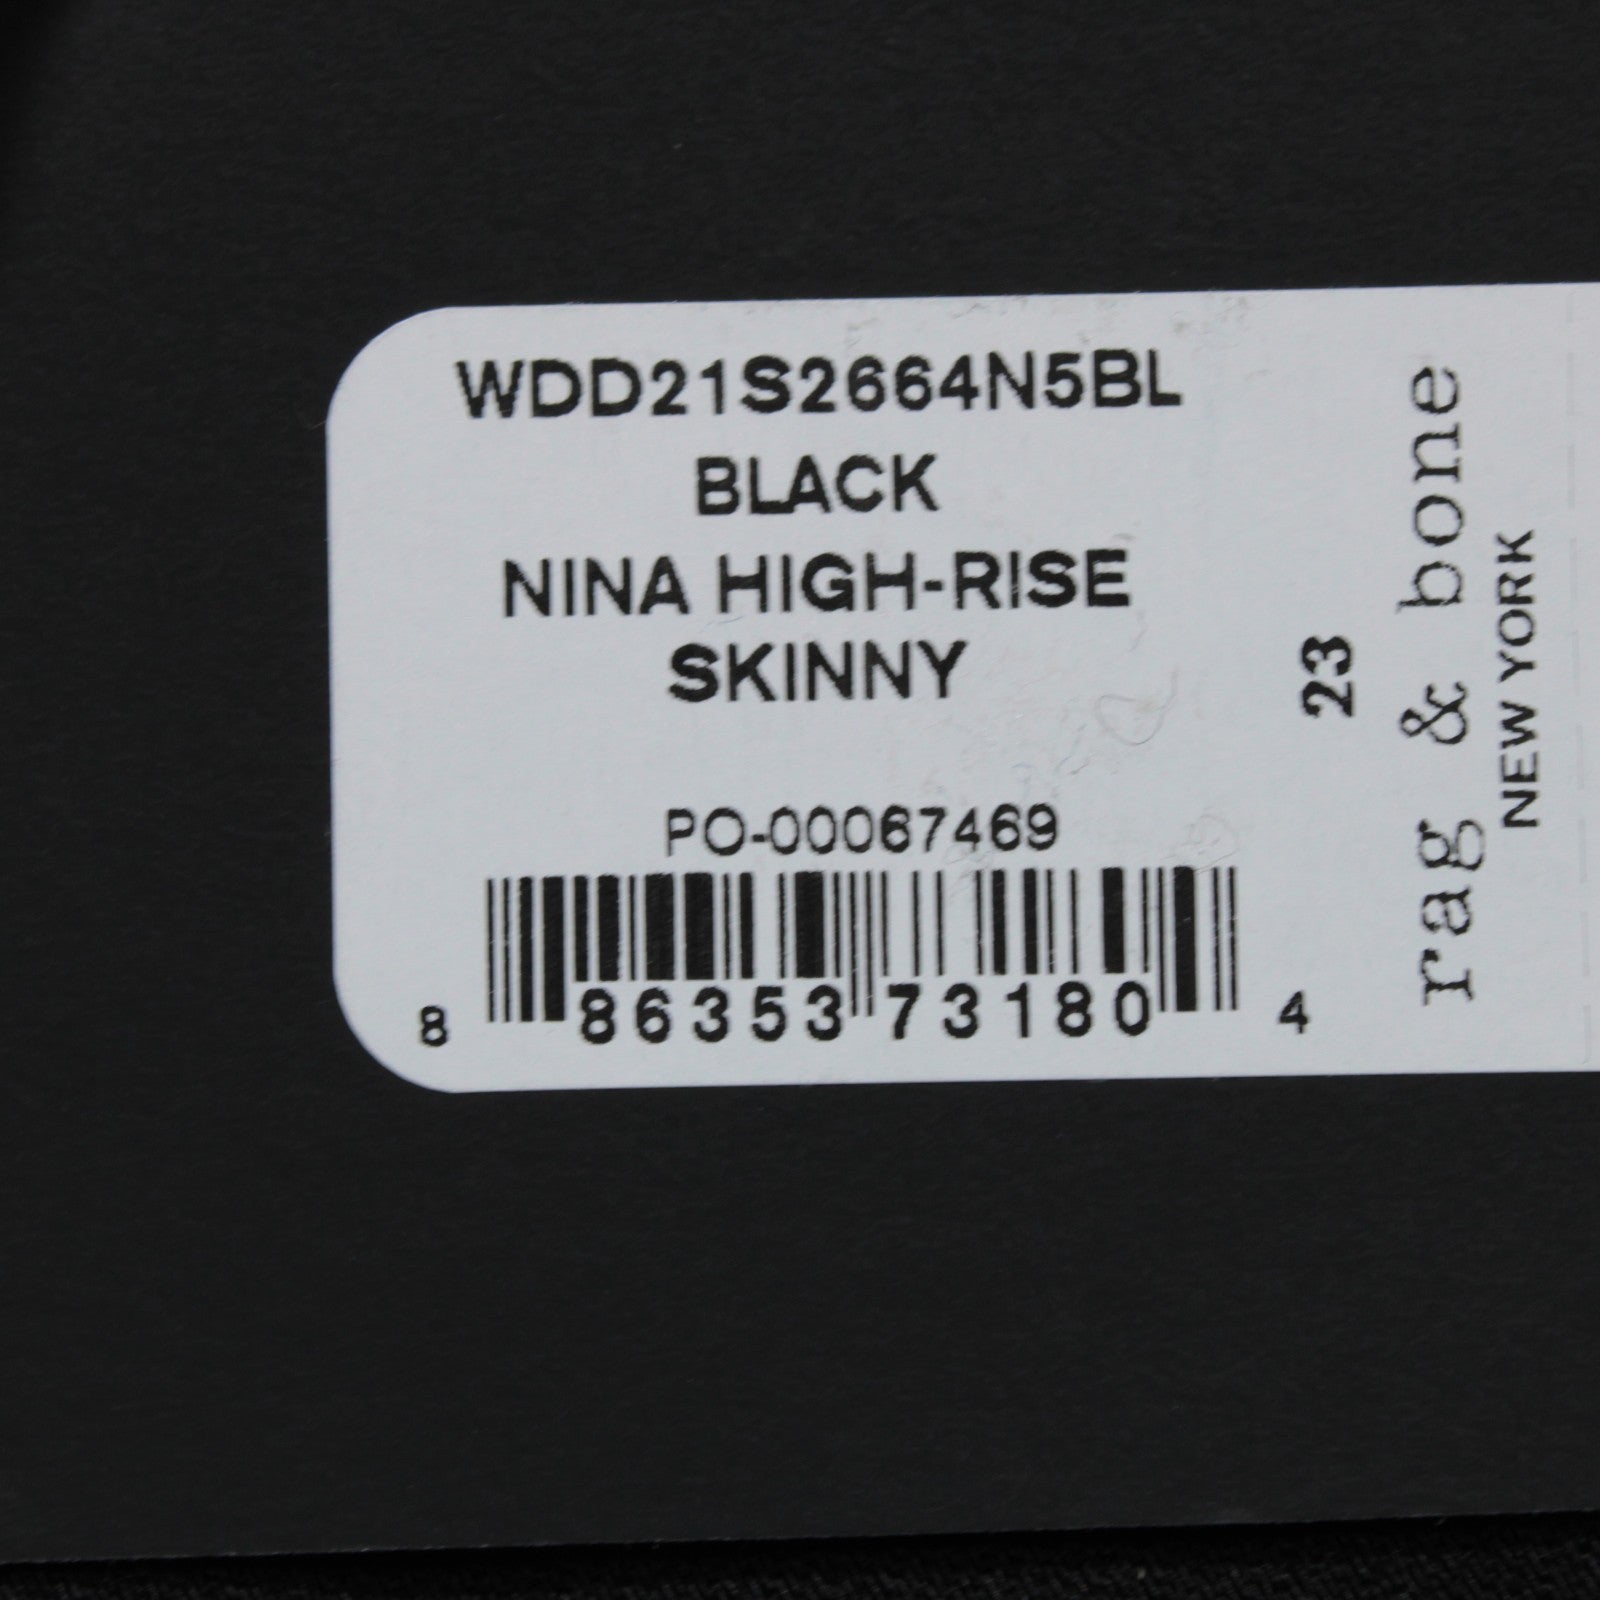 WDD21S2664N5BL
BLACK
NINA HIGH-RISE
SKINNY
PO-00067469
8 86353 73180 4
23
rag & bone
NEW YORK